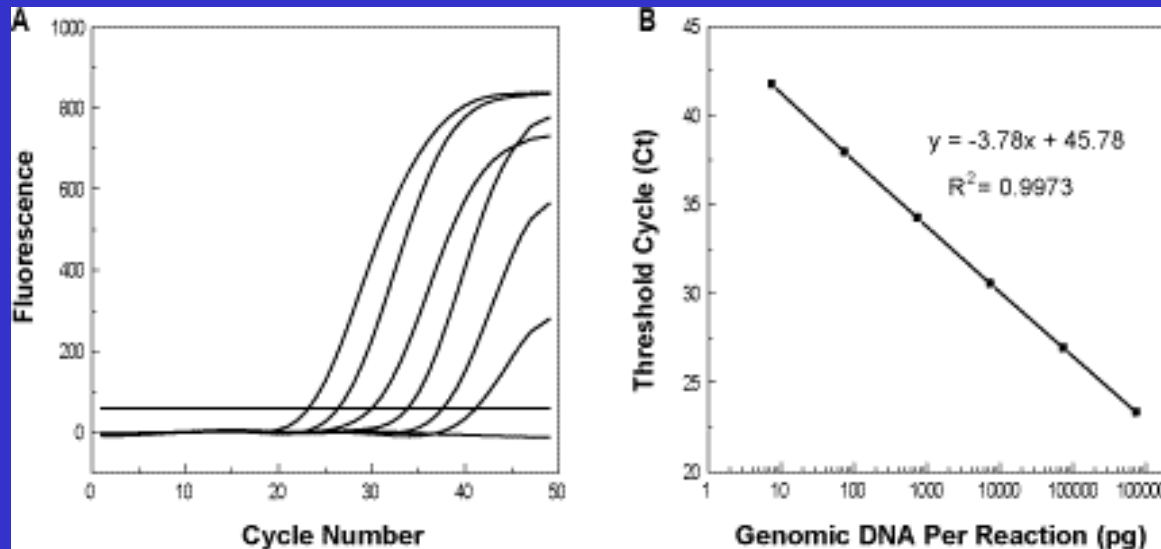 A
1000
800
600
400
200
0
Fluorescence
0 10 20 30 40 50
Cycle Number
B
45
40
35
30
25
20
Threshold Cycle (Ct)
y = -3.78x + 45.78
R² = 0.9973
1 10 100 1000 10000 100000
Genomic DNA Per Reaction (pg)